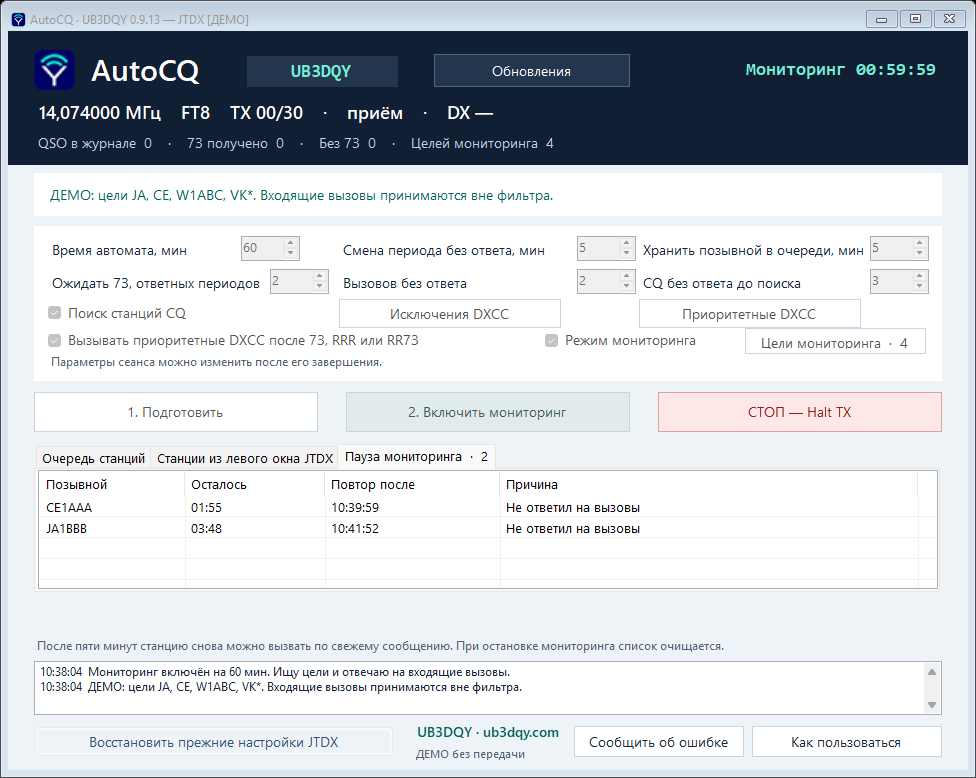 AutoCQ · UB3DQY 0.9.13 — JTDX [ДЕМО]
AutoCQ UB3DQY Обновления Мониторинг 00:59:59
14,074000 МГц FT8 TX 00/30 · приём · DX —
QSO в журнале 0 · 73 получено 0 · Без 73 0 · Целей мониторинга 4
ДЕМО: цели JA, CE, W1ABC, VK*. Входящие вызовы принимаются вне фильтра.
Время автомата, мин 60 Смена периода без ответа, мин 5 Хранить позывной в очереди, мин 5
Ожидать 73, ответных периодов 2 Вызовов без ответа 2 CQ без ответа до поиска 3
Поиск станций CQ Исключения DXCC Приоритетные DXCC
Вызывать приоритетные DXCC после 73, RRR или RR73 Режим мониторинга Цели мониторинга · 4
Параметры сеанса можно изменить после его завершения.
1. Подготовить 2. Включить мониторинг СТОП — Halt TX
Очередь станций Станции из левого окна JTDX Пауза мониторинга · 2
Позывной Осталось Повтор после Причина
CE1AAA 01:55 10:39:59 Не ответил на вызовы
JA1BBB 03:48 10:41:52 Не ответил на вызовы
После пяти минут станцию снова можно вызвать по свежему сообщению. При остановке мониторинга список очищается.
10:38:04 Мониторинг включён на 60 мин. Ищу цели и отвечаю на входящие вызовы.
10:38:04 ДЕМО: цели JA, CE, W1ABC, VK*. Входящие вызовы принимаются вне фильтра.
Восстановить прежние настройки JTDX UB3DQY · ub3dqy.com Сообщить об ошибке Как пользоваться
ДЕМО без передачи